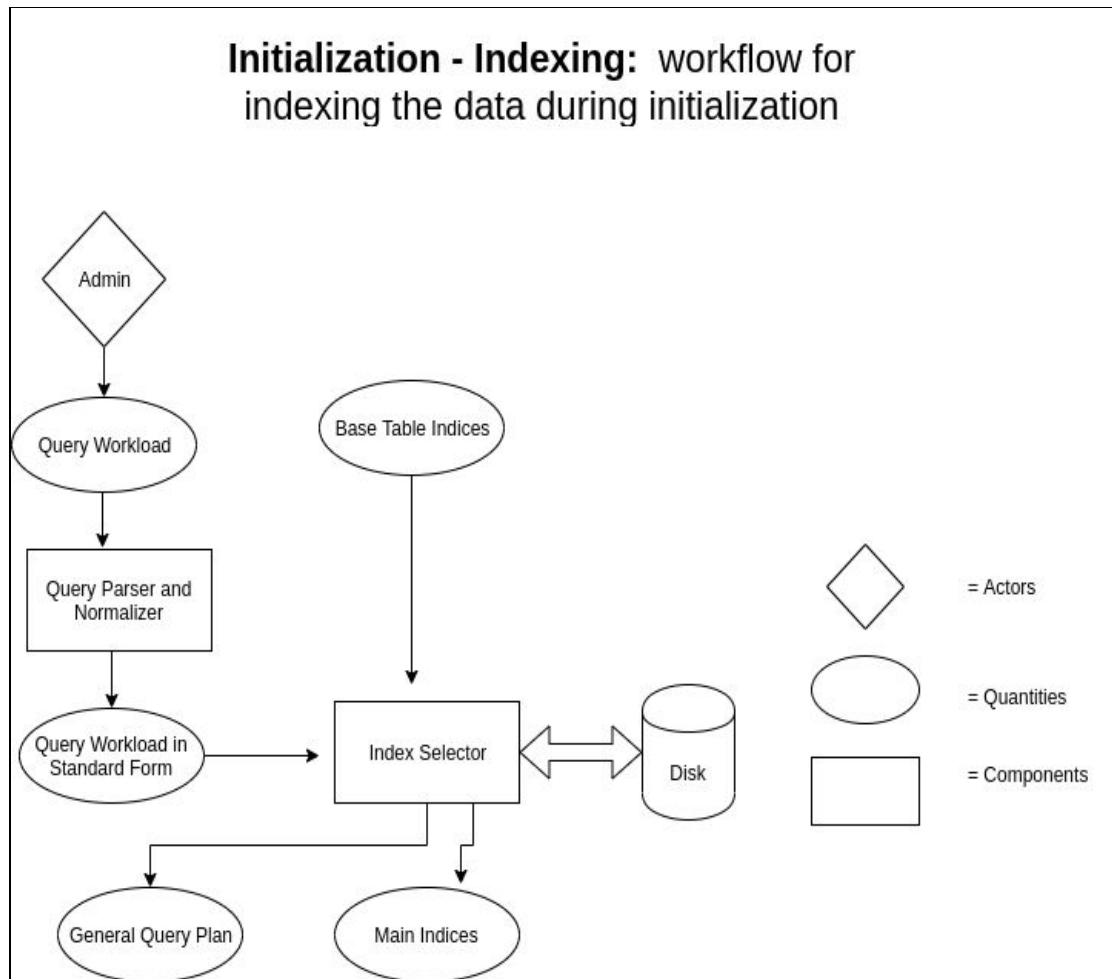 Initialization - Indexing: workflow for
indexing the data during initialization
Admin
Query Workload
Base Table Indices
Query Parser and
Normalizer
= Actors
= Quantities
Query Workload in
Standard Form
Index Selector
Disk
= Components
General Query Plan
Main Indices